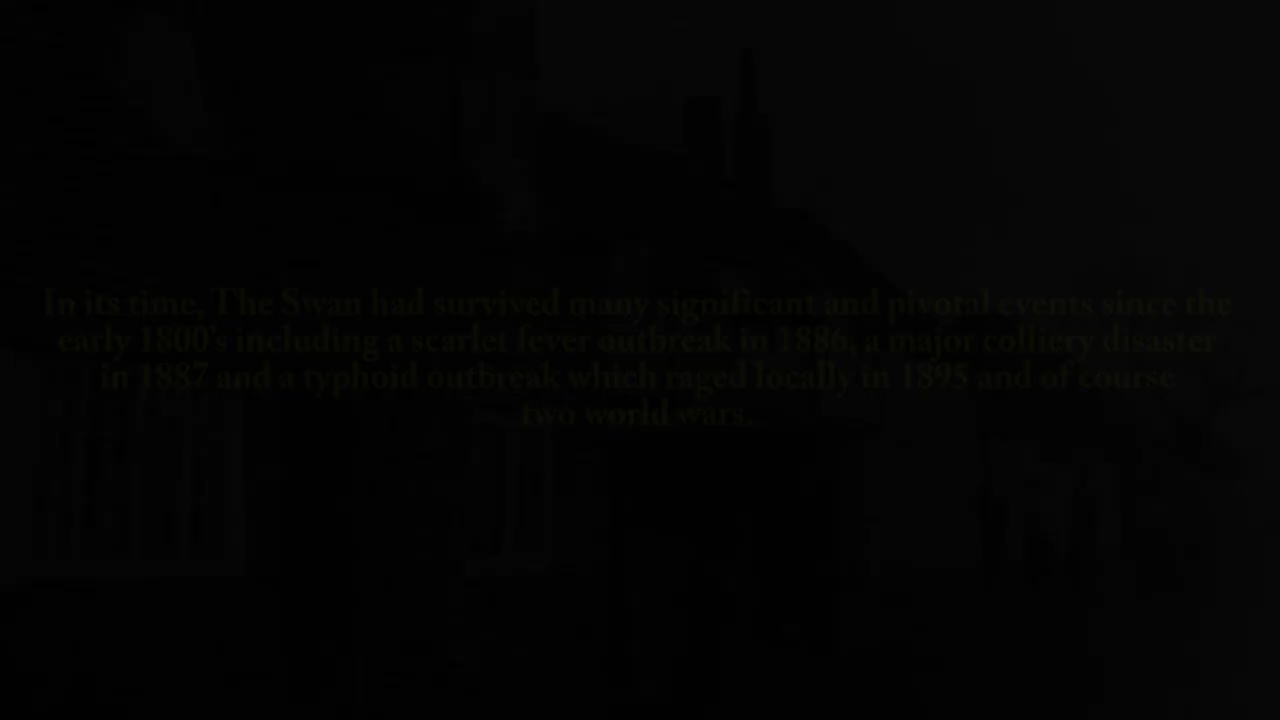 In its time, The Swan had survived many significant and pivotal events since the
early 1800's including a scarlet fever outbreak in 1886, a major colliery disaster
in 1887 and a typhoid outbreak which raged locally in 1895 and of course
two world wars.